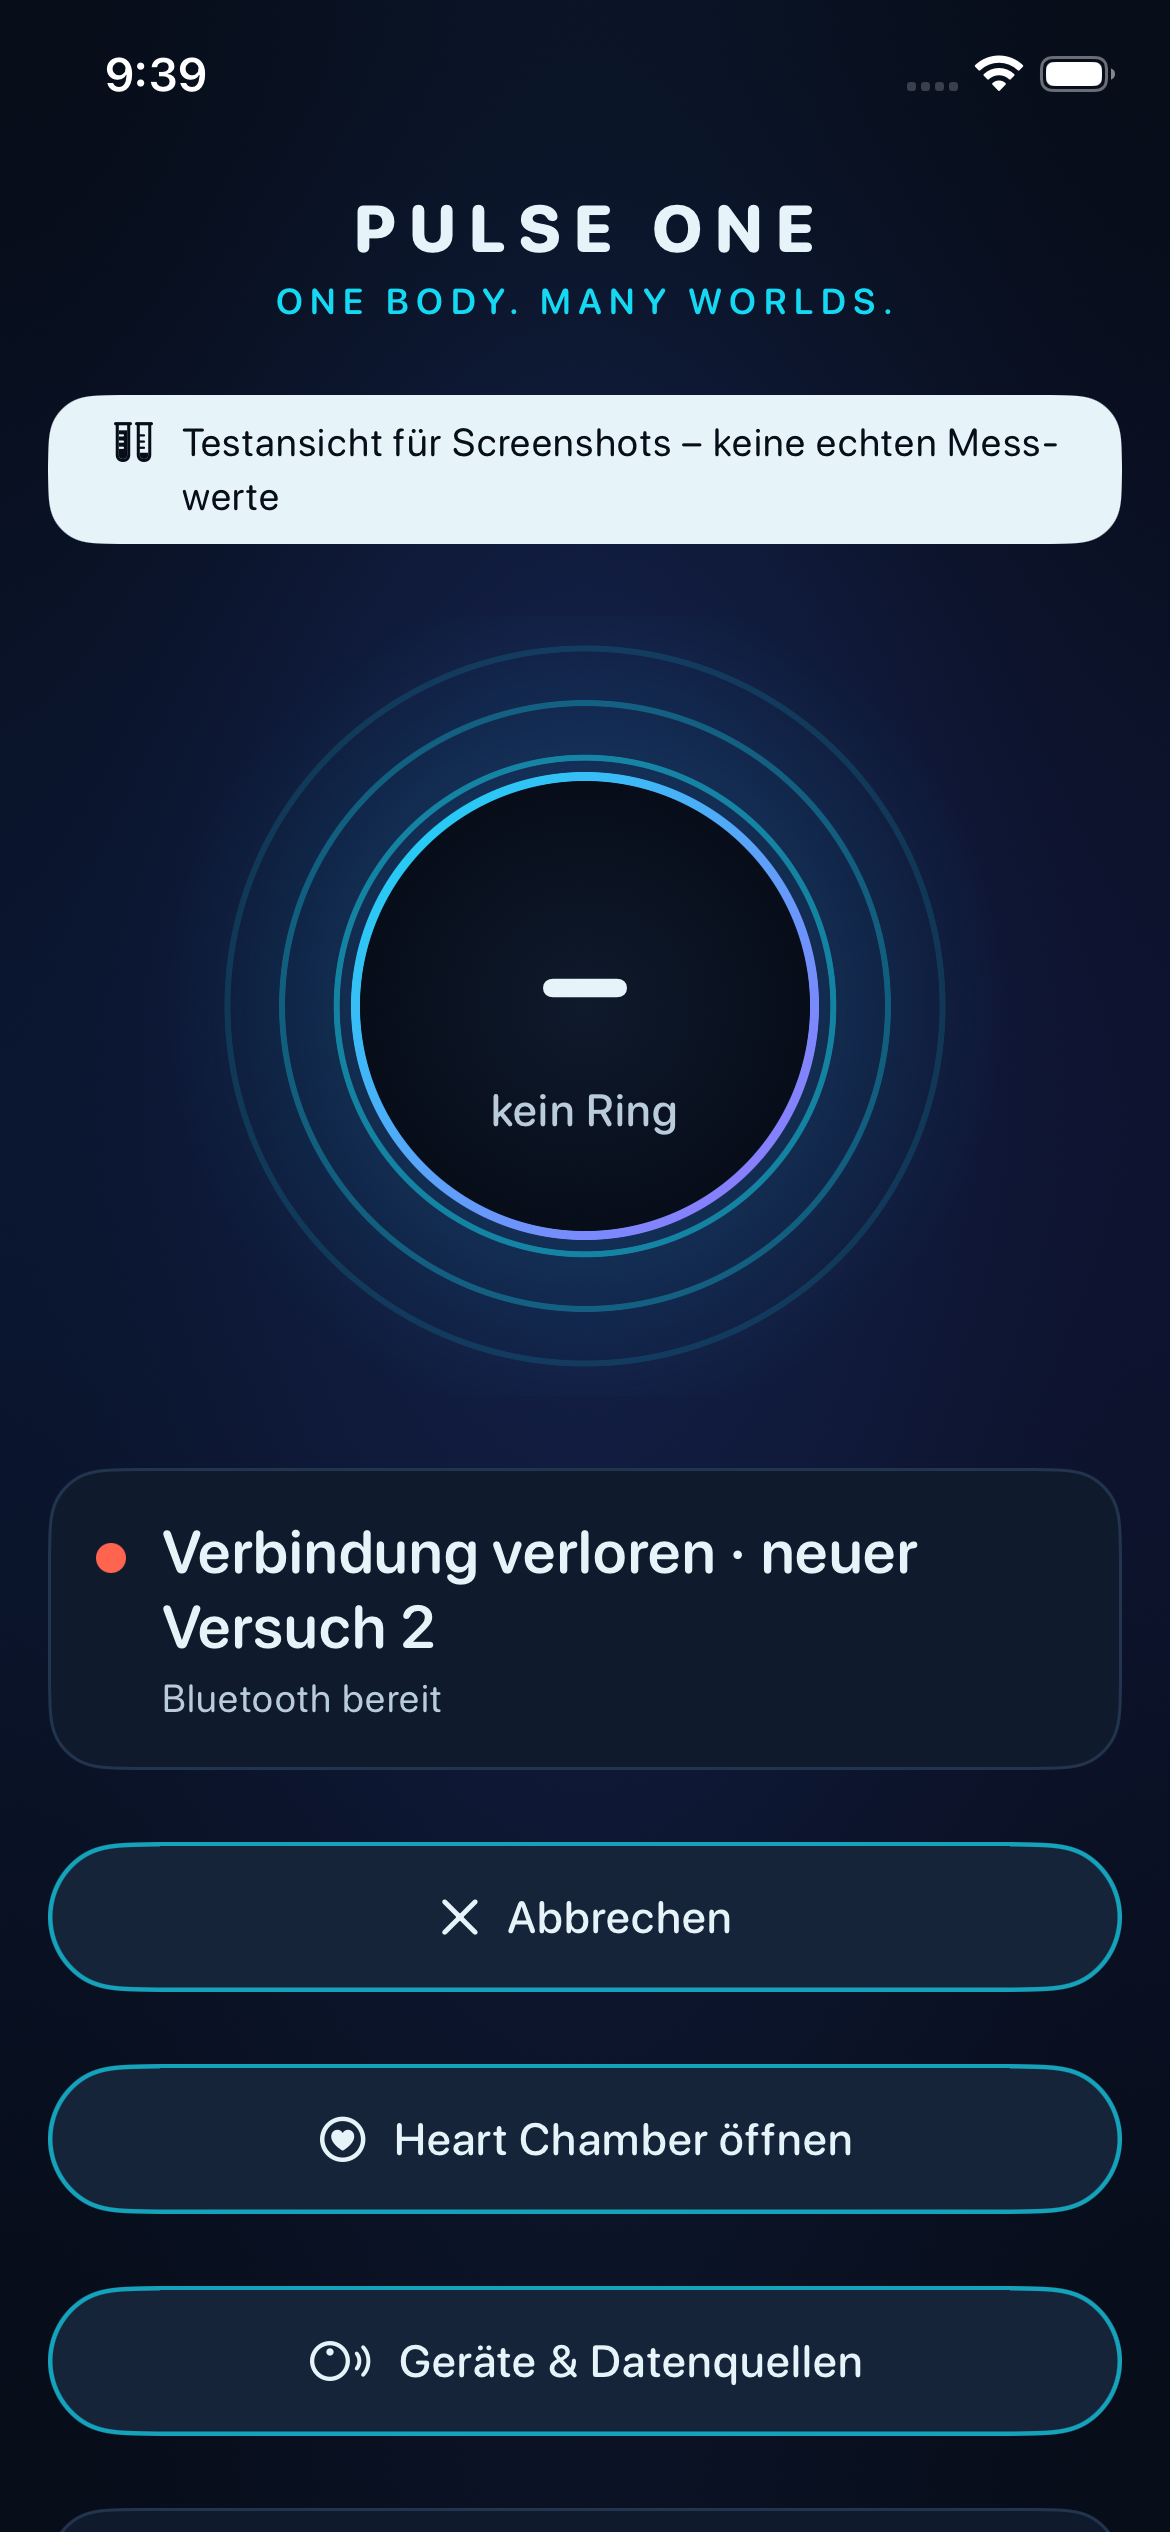 9:39
PULSE ONE
ONE BODY. MANY WORLDS.
Testansicht für Screenshots – keine echten Mess-
werte
–
kein Ring
Verbindung verloren · neuer
Versuch 2
Bluetooth bereit
Abbrechen
Heart Chamber öffnen
Geräte & Datenquellen